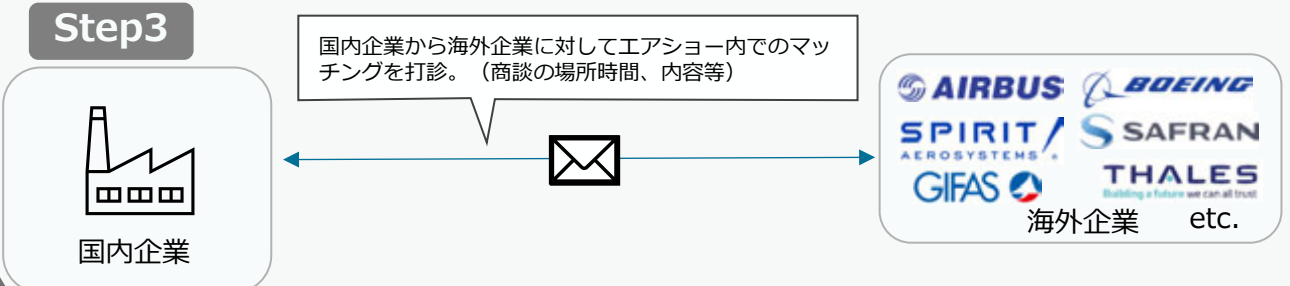 Step3
国内企業から海外企業に対してエアショー内でのマッ
チングを打診。（商談の場所時間、内容等）
国内企業
AIRBUS
BOEING
SPIRIT
AEROSYSTEMS
SAFRAN
GIFAS
THALES
Building a future we can all trust
海外企業 etc.